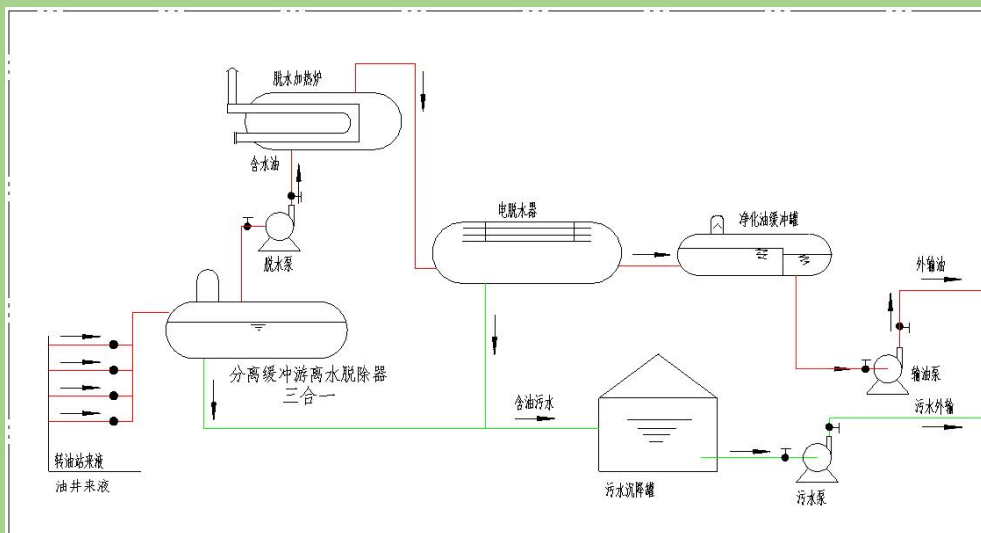 脱水加热炉
含水油
脱水泵
电脱水器
净化油缓冲罐
外输油
输油泵
分离缓冲游离水脱除器
三合一
含油污水
污水外输
转油站来液
油井来液
污水沉降罐
污水泵